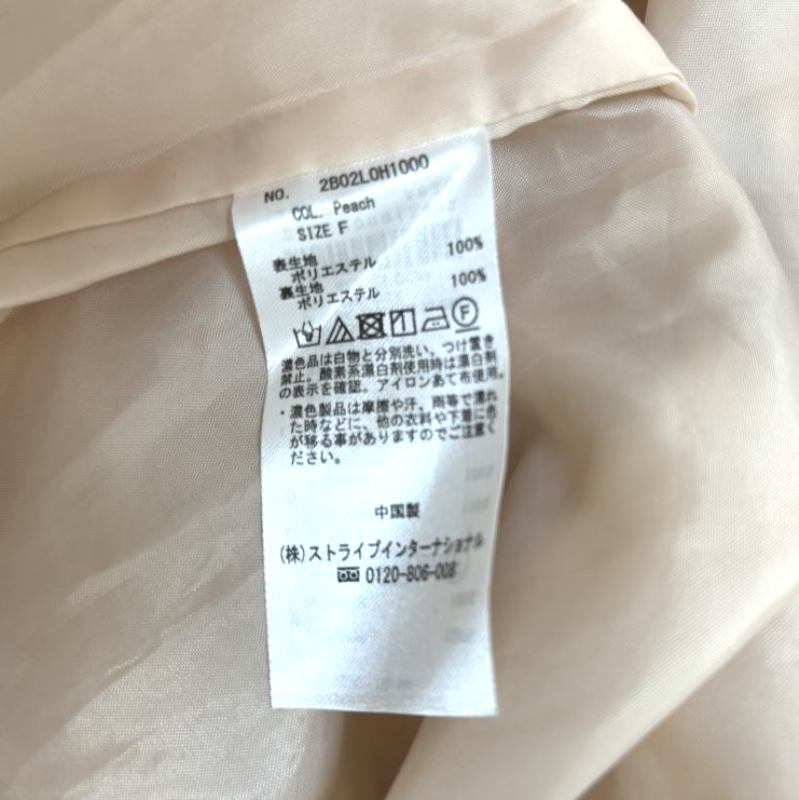 NO. 2B02L0H1000
COL. Peach
SIZE F
表生地
ポリエステル 100%
裏生地
ポリエステル 100%
F
濃色品は白物と分別洗い。つけ置き
禁止。酸素系漂白剤使用時は漂白剤
の表示を確認。アイロンあて布使用。
・濃色製品は摩擦や汗、雨等で濡れ
た時などに、他の衣料や下着に色
が移る事がありますのでご注意く
ださい。
中国製
(株)ストライプインターナショナル
0120-806-008